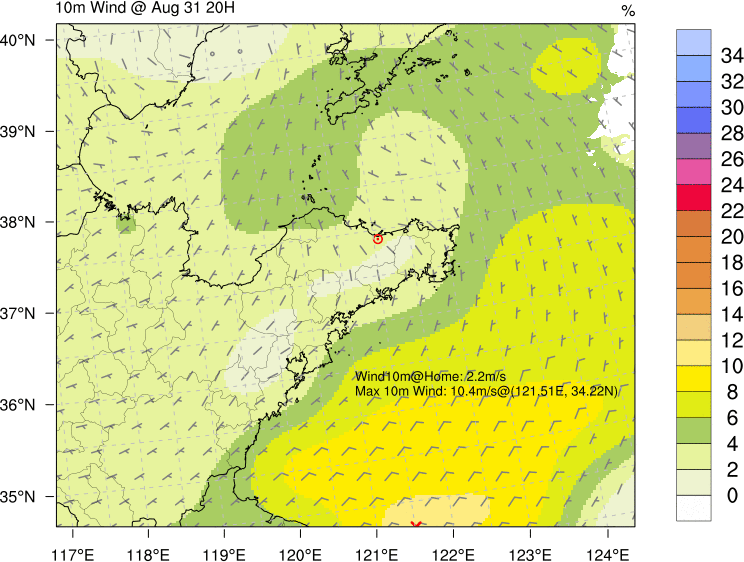 10m Wind @ Aug 31 20H
%
40°N
39°N
38°N
37°N
36°N
35°N
Wind10m@Home: 2.2m/s
Max 10m Wind: 10.4m/s@(121.51E, 34.22N)
34
32
30
28
26
24
22
20
18
16
14
12
10
8
6
4
2
0
117°E 118°E 119°E 120°E 121°E 122°E 123°E 124°E